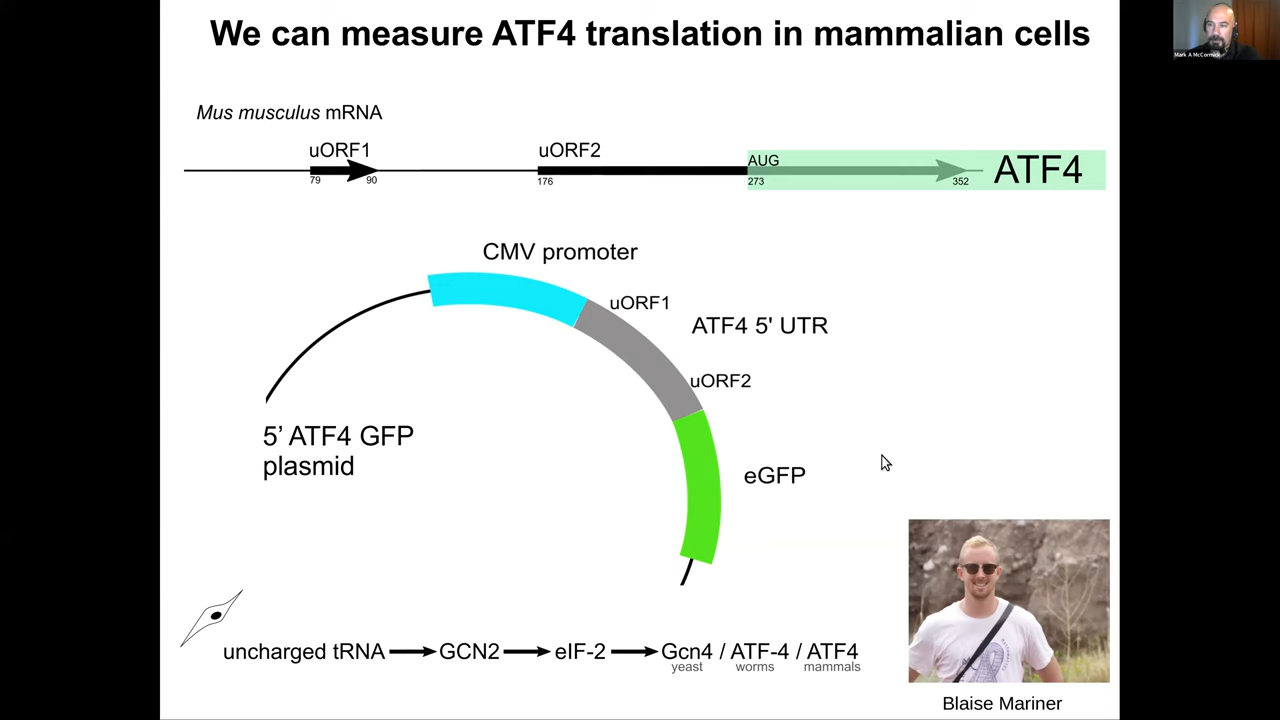 We can measure ATF4 translation in mammalian cells
Mark A McCormick
Mus musculus mRNA
uORF1
uORF2
AUG
ATF4
79
90
176
273
352
CMV promoter
uORF1
ATF4 5' UTR
uORF2
5’ ATF4 GFP
plasmid
eGFP
uncharged tRNA GCN2 eIF-2 Gcn4 / ATF-4 / ATF4
yeast worms mammals
Blaise Mariner